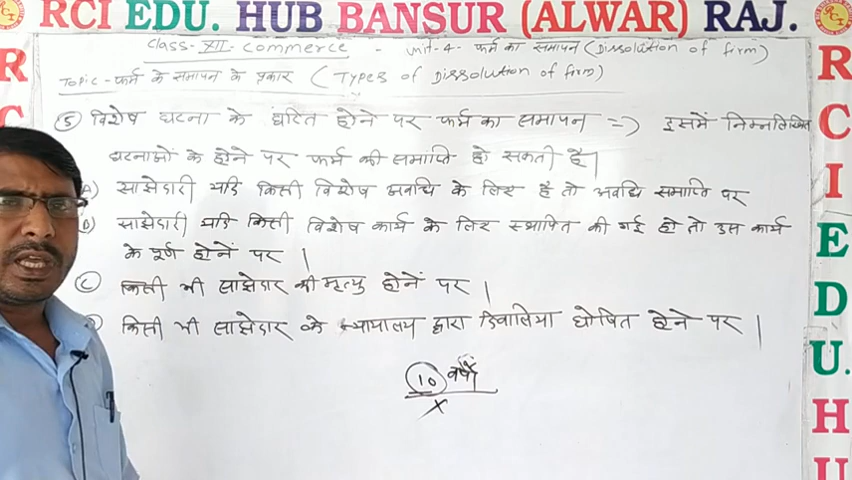 RCI EDU. HUB BANSUR (ALWAR) RAJ.
Class-XII-Commerce - Unit-4- फर्म का समापन (Dissolution of firm)
Topic- फर्म के समापन के प्रकार (Types of Dissolution of firm)
⑤ विशेष घटना के घटित होने पर फर्म का समापन => इसमें निम्नलिखित
घटनाओं के होने पर फर्म की समाप्ति हो सकती है।
A) साझेदारी यदि किसी विशेष अवधि के लिए है तो अवधि समाप्ति पर
साझेदारी यदि किसी विशेष कार्य के लिए स्थापित की गई हो तो उस कार्य
के पूर्ण होनें पर |
Ⓒ किसी भी साझेदार की मृत्यु होनें पर |
किसी भी साझेदार के न्यायालय द्वारा दिवालिया घोषित होने पर |
10 वर्ष
X
R
C
R
C
I
E
D
U.
H
U